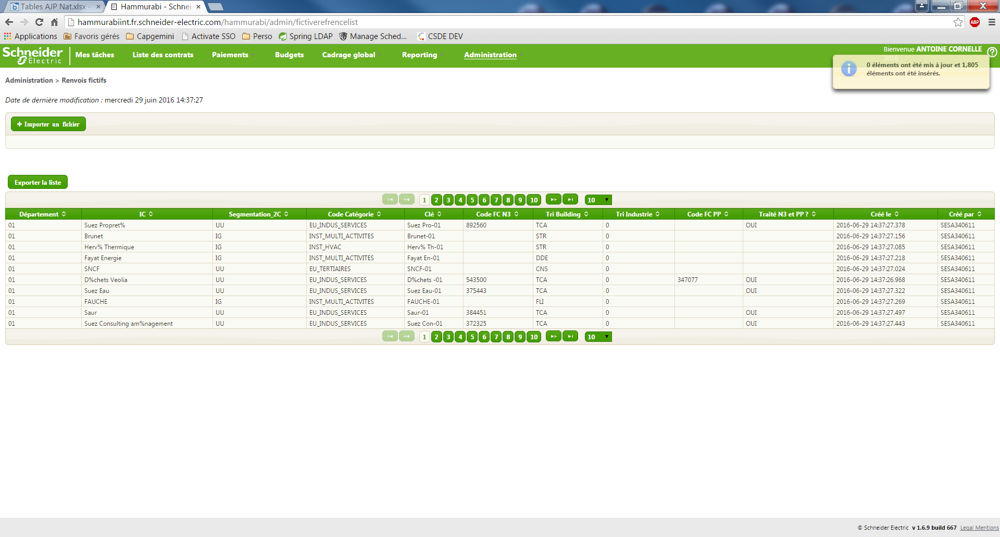 Tables AJP Nat.xlsx -
Hammurabi - Schnei
hammurabiint.fr.schneider-electric.com/hammurabi/admin/fictiverefrencelist
ABP
Applications Favoris gérés Capgemini Activate SSO Perso Spring LDAP Manage Sched... CSDE DEV
Schneider Electric
Mes tâches Liste des contrats Paiements Budgets Cadrage global Reporting Administration
Bienvenue ANTOINE CORNELLE
2016
0 éléments ont été mis à jour et 1,805
éléments ont été insérés.
Administration > Renvois fictifs
Date de dernière modification : mercredi 29 juin 2016 14:37:27
+ Importer un fichier
Exporter la liste
1 2 3 4 5 6 7 8 9 10 10
Département IC Segmentation_2C Code Catégorie Clé Code FC N3 Tri Building Tri Industrie Code FC PP Traité N3 et PP ? Créé le Créé par
01 Suez Propret% UU EU_INDUS_SERVICES Suez Pro-01 892560 TCA 0 OUI 2016-06-29 14:37:27.378 SESA340611
01 Brunet IG INST_MULTI_ACTIVITES Brunet-01 STR 0 2016-06-29 14:37:27.156 SESA340611
01 Herv% Thermique IG INST_HVAC Herv% Th-01 STR 0 2016-06-29 14:37:27.085 SESA340611
01 Fayat Energie IG INST_MULTI_ACTIVITES Fayat En-01 DDE 0 2016-06-29 14:37:27.218 SESA340611
01 SNCF UU EU_TERTIAIRES SNCF-01 CNS 0 2016-06-29 14:37:27.024 SESA340611
01 D%chets Veolia UU EU_INDUS_SERVICES D%chets -01 543500 TCA 0 347077 OUI 2016-06-29 14:37:26.968 SESA340611
01 Suez Eau UU EU_INDUS_SERVICES Suez Eau-01 375443 TCA 0 OUI 2016-06-29 14:37:27.322 SESA340611
01 FAUCHE IG INST_MULTI_ACTIVITES FAUCHE-01 FLI 0 2016-06-29 14:37:27.269 SESA340611
01 Saur UU EU_INDUS_SERVICES Saur-01 384451 TCA 0 OUI 2016-06-29 14:37:27.497 SESA340611
01 Suez Consulting am%nagement UU EU_INDUS_SERVICES Suez Con-01 372325 TCA 0 OUI 2016-06-29 14:37:27.443 SESA340611
1 2 3 4 5 6 7 8 9 10 10
© Schneider Electric v 1.6.9 build 667 Legal Mentions